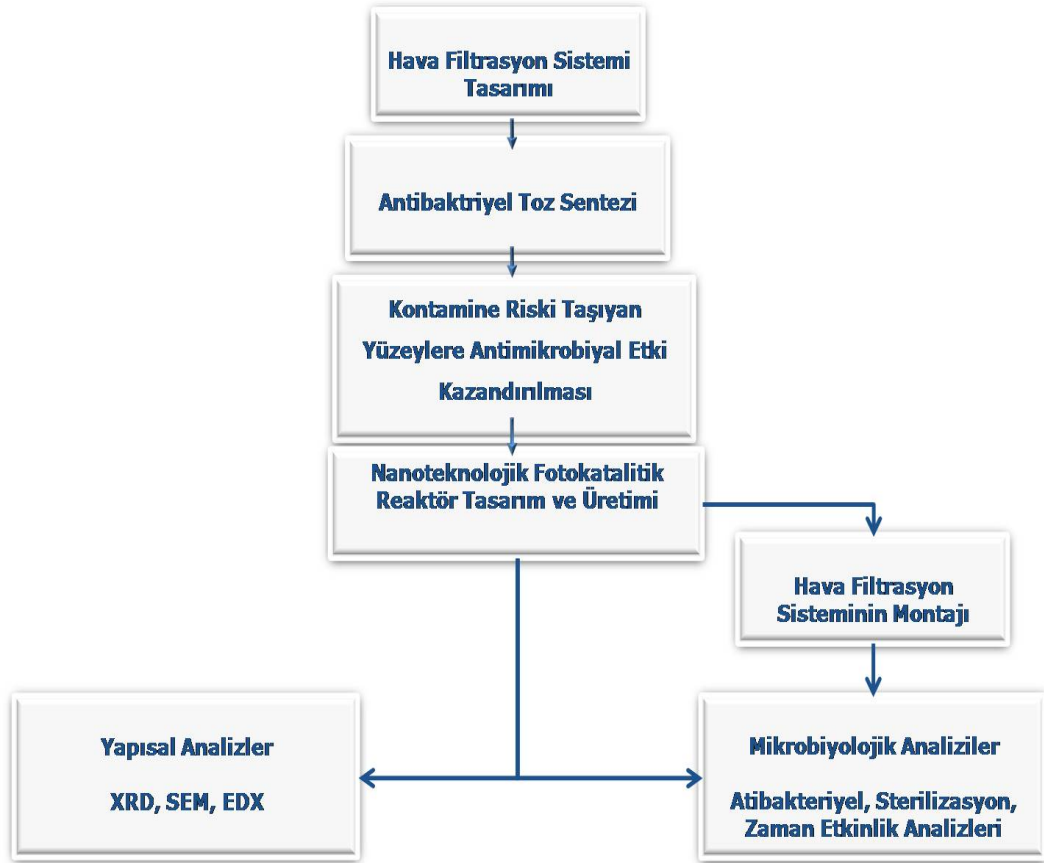 Hava Filtrasyon Sistemi
Tasarımı
Antibaktriyel Toz Sentezi
Kontamine Riski Taşıyan
Yüzeylere Antimikrobiyal Etki
Kazandırılması
Nanoteknolojik Fotokatalitik
Reaktör Tasarım ve Üretimi
Hava Filtrasyon
Sisteminin Montajı
Yapısal Analizler
XRD, SEM, EDX
Mikrobiyolojik Analiziler
Atibakteriyel, Sterilizasyon,
Zaman Etkinlik Analizleri